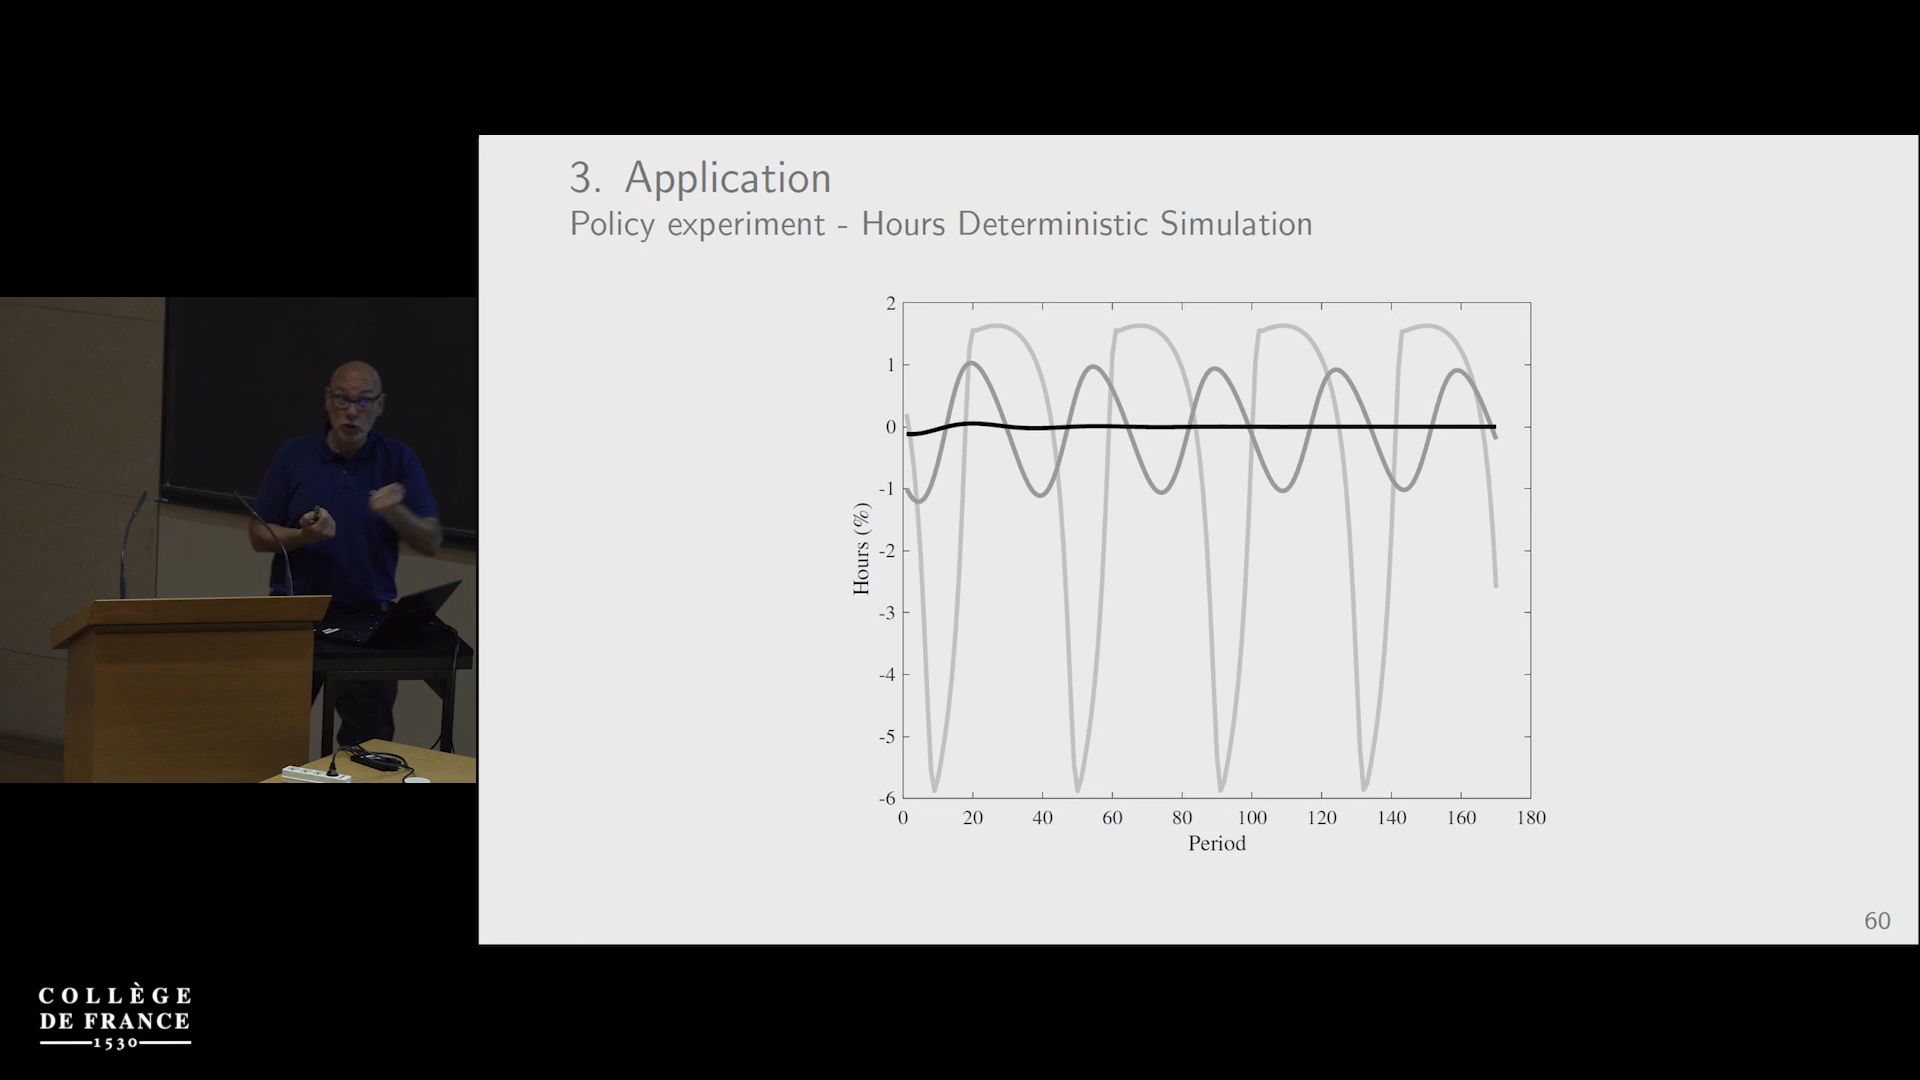 3. Application
Policy experiment - Hours Deterministic Simulation
2
1
0
-1
-2
-3
-4
-5
-6
Hours (%)
0 20 40 60 80 100 120 140 160 180
Period
60
COLLÈGE
DE FRANCE
1530